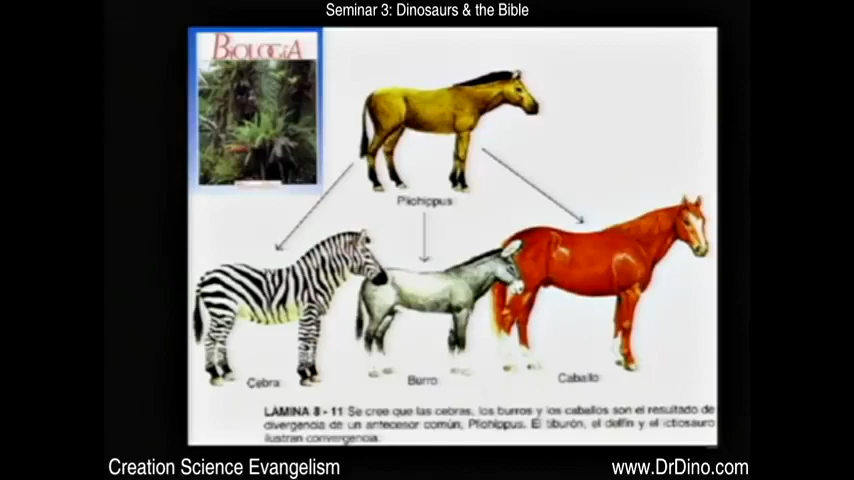 Seminar 3: Dinosaurs & the Bible
BIOLOGIA
Pliohippus
Cebra
Burro
Caballo
LAMINA 8 - 11 Se cree que las cebras, los burros y los caballos son el resultado de
divergencia de un antecesor común, Pliohippus. El tiburón, el delfín y el ictiosauro
ilustran convergencia.
Creation Science Evangelism
www.DrDino.com